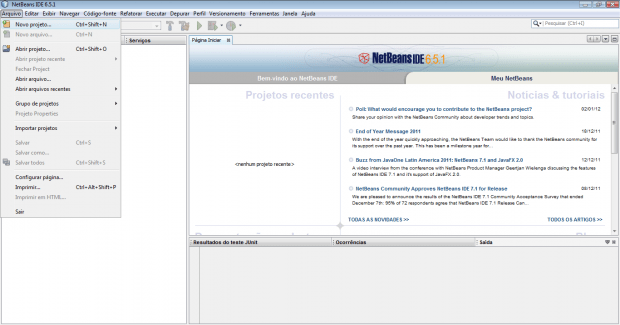 NetBeans IDE 6.5.1
Arquivo Editar Exibir Navegar Código-fonte Refatorar Executar Depurar Perfil Versionamento Ferramentas Janela Ajuda
Novo projeto... Ctrl+Shift+N
Novo arquivo... Ctrl+N
Abrir projeto... Ctrl+Shift+O
Abrir projeto recente
Fechar Project
Abrir arquivo...
Abrir arquivos recentes
Grupo de projetos
Projeto Properties
Importar projetos
Salvar Ctrl+S
Salvar como...
Salvar todos Ctrl+Shift+S
Configurar página...
Imprimir... Ctrl+Alt+Shift+P
Imprimir em HTML...
Sair
Pesquisar (Ctrl+I)
Serviços
Página Iniciar
NetBeans IDE 6.5.1
Bem-vindo ao NetBeans IDE Meu NetBeans
Projetos recentes
<nenhum projeto recente>
Notícias & tutoriais
Poll: What would encourage you to contribute to the NetBeans project? 02/01/12
Share your opinion with the NetBeans Community about developer trends and topics.
End of Year Message 2011 19/12/11
With the end of the year quickly approaching, the NetBeans Team would like to thank the NetBeans community for
its support over the past year. This has been a milestone year for...
Buzz from JavaOne Latin America 2011: NetBeans 7.1 and JavaFX 2.0 12/12/11
A video interview from the conference with NetBeans Product Manager Geertjan Wielenga discussing the features
of NetBeans IDE 7.1 and it's support of JavaFX 2.0.
NetBeans Community Approves NetBeans IDE 7.1 for Release 08/12/11
We are pleased to announce the results of the NetBeans IDE 7.1 Community Acceptance Survey that ended
December 7th: 95% of 72 respondents agree that NetBeans IDE 7.1 Release Can...
TODAS AS NOVIDADES >> TODOS OS ARTIGOS >>
Resultados do teste JUnit Ocorrências Saída